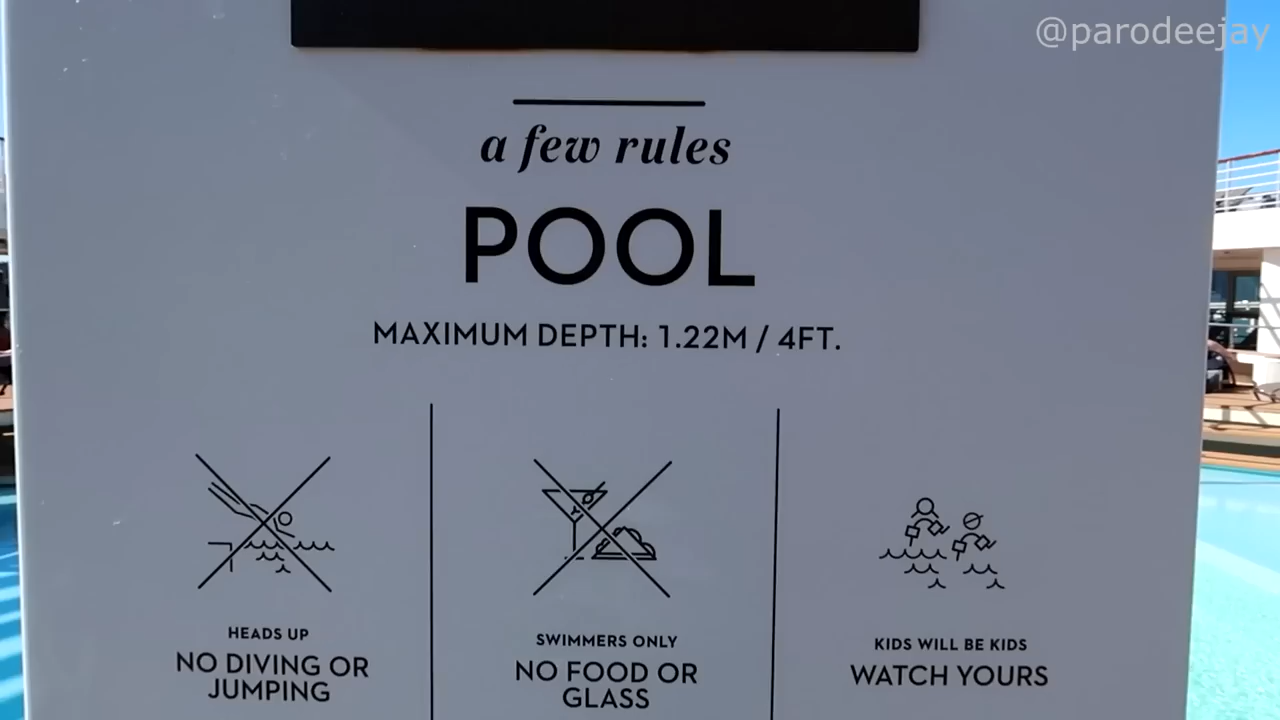 @parodeejay
a few rules
POOL
MAXIMUM DEPTH: 1.22M / 4FT.
HEADS UP
NO DIVING OR
JUMPING
SWIMMERS ONLY
NO FOOD OR
GLASS
KIDS WILL BE KIDS
WATCH YOURS